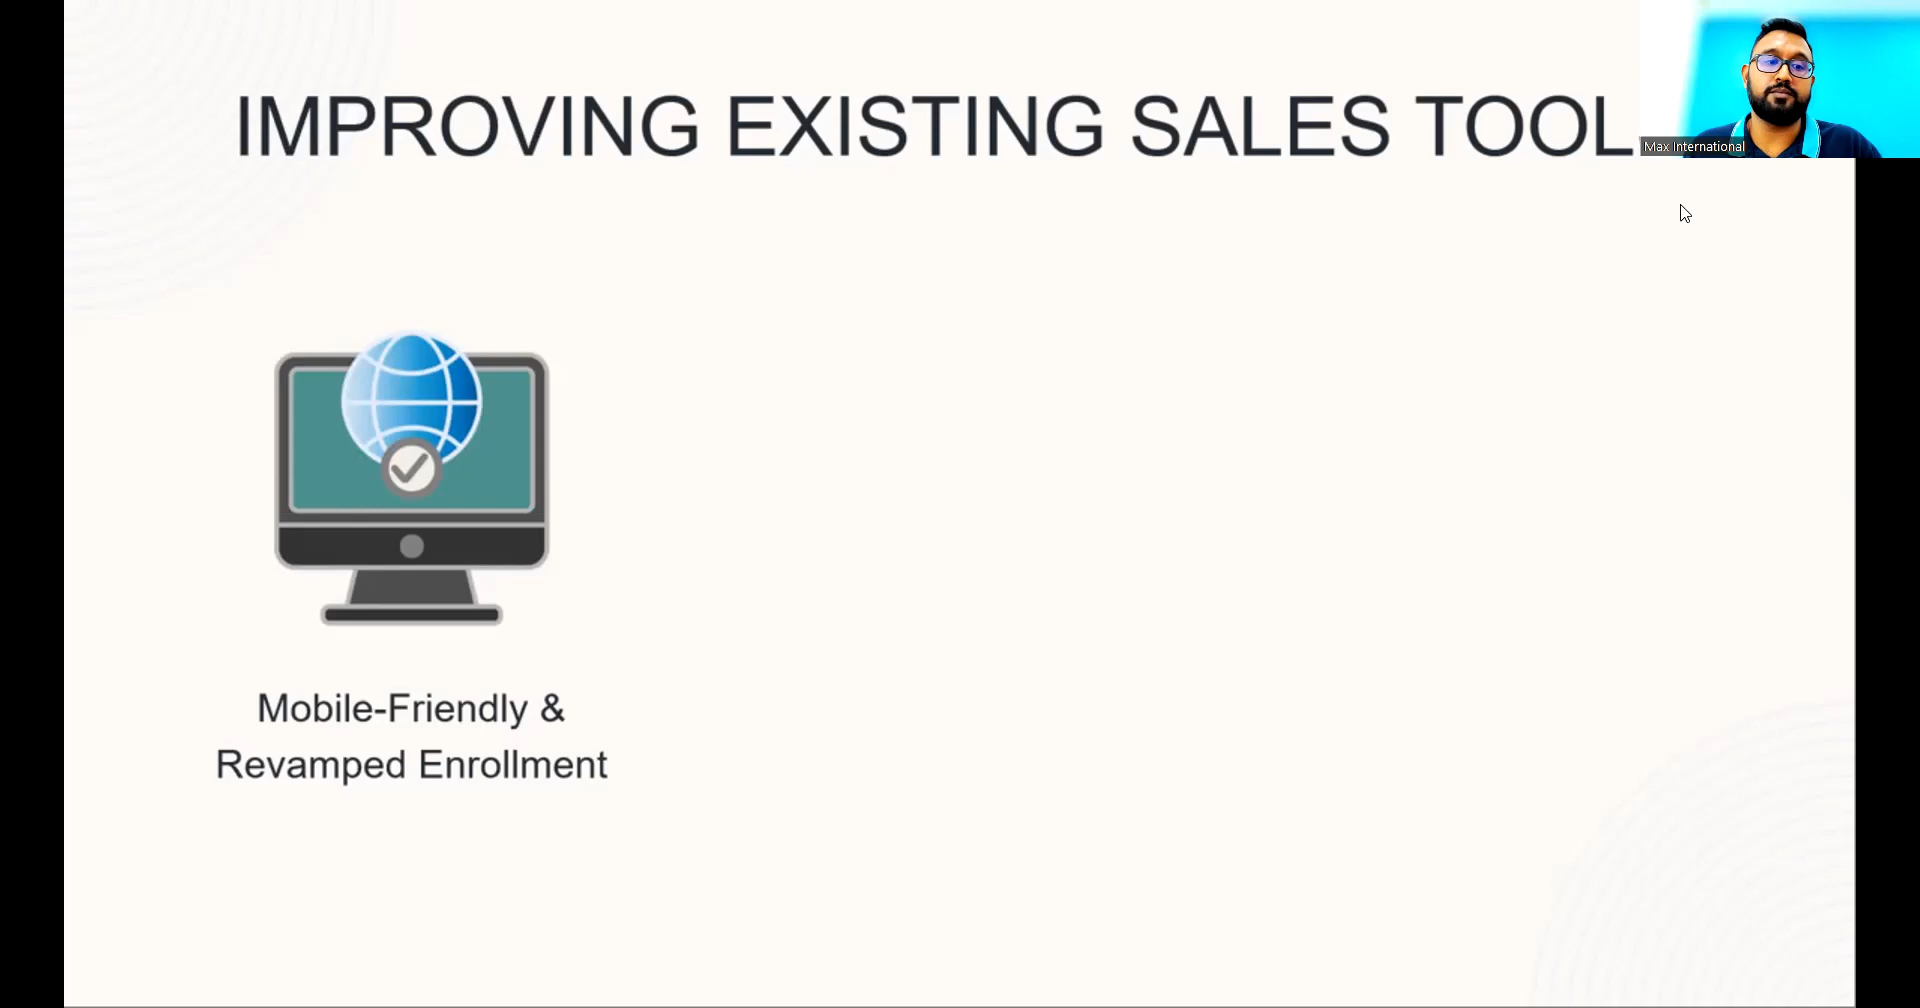 IMPROVING EXISTING SALES TOOL
Max International
Mobile-Friendly &
Revamped Enrollment